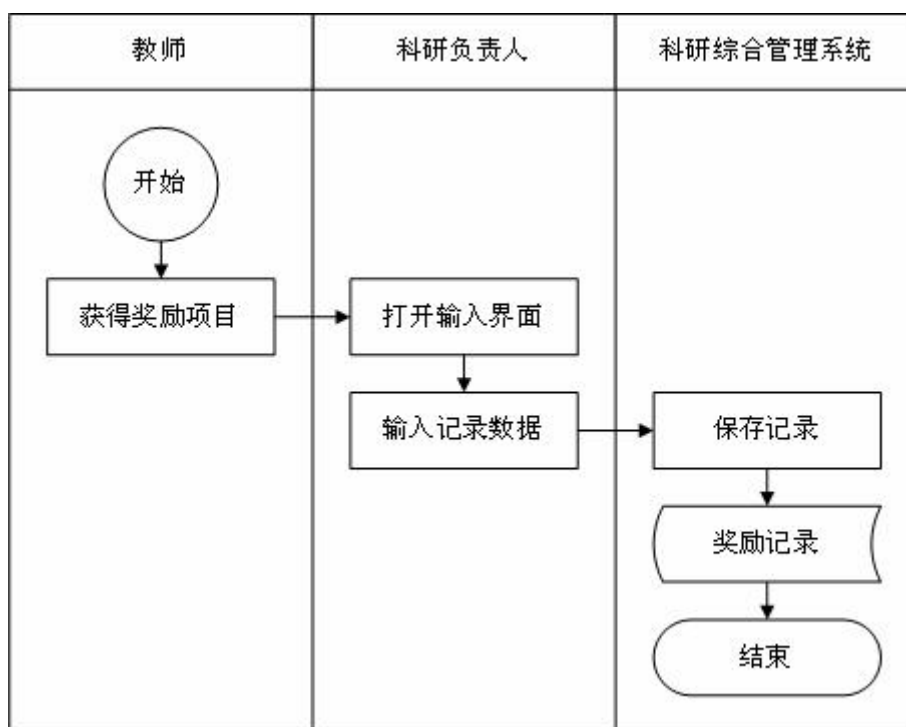 教师
科研负责人
科研综合管理系统
开始
获得奖励项目
打开输入界面
输入记录数据
保存记录
奖励记录
结束